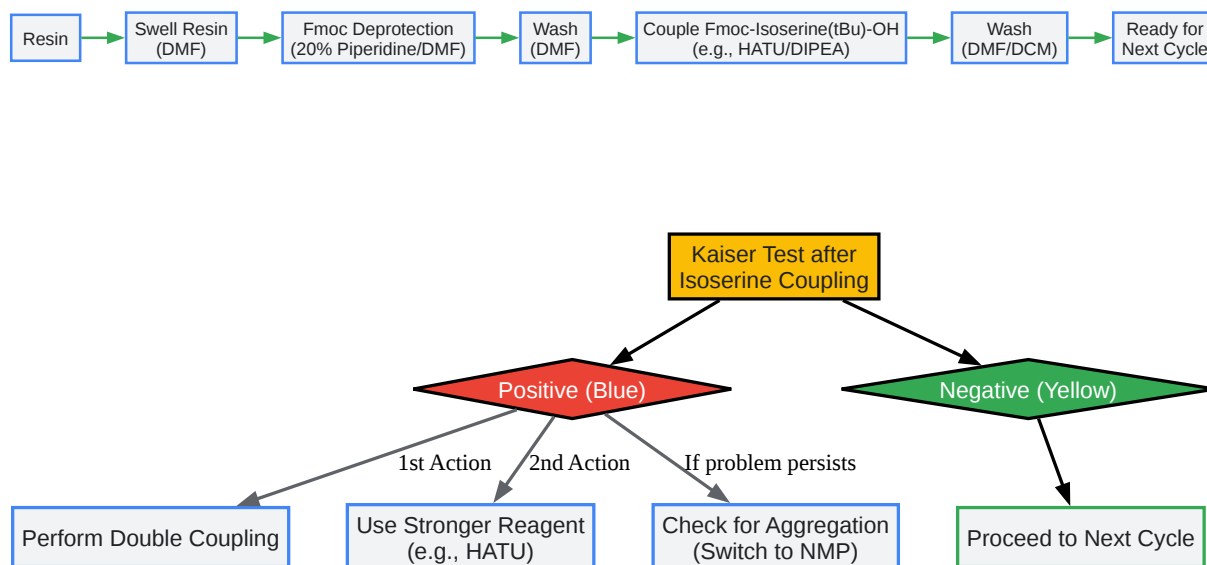 Resin
Swell Resin
(DMF)
Fmoc Deprotection
(20% Piperidine/DMF)
Wash
(DMF)
Couple Fmoc-Isoserine(tBu)-OH
(e.g., HATU/DIPEA)
Wash
(DMF/DCM)
Ready for
Next Cycle
Kaiser Test after
Isoserine Coupling
Positive (Blue)
Negative (Yellow)
1st Action
2nd Action
If problem persists
Perform Double Coupling
Use Stronger Reagent
(e.g., HATU)
Check for Aggregation
(Switch to NMP)
Proceed to Next Cycle